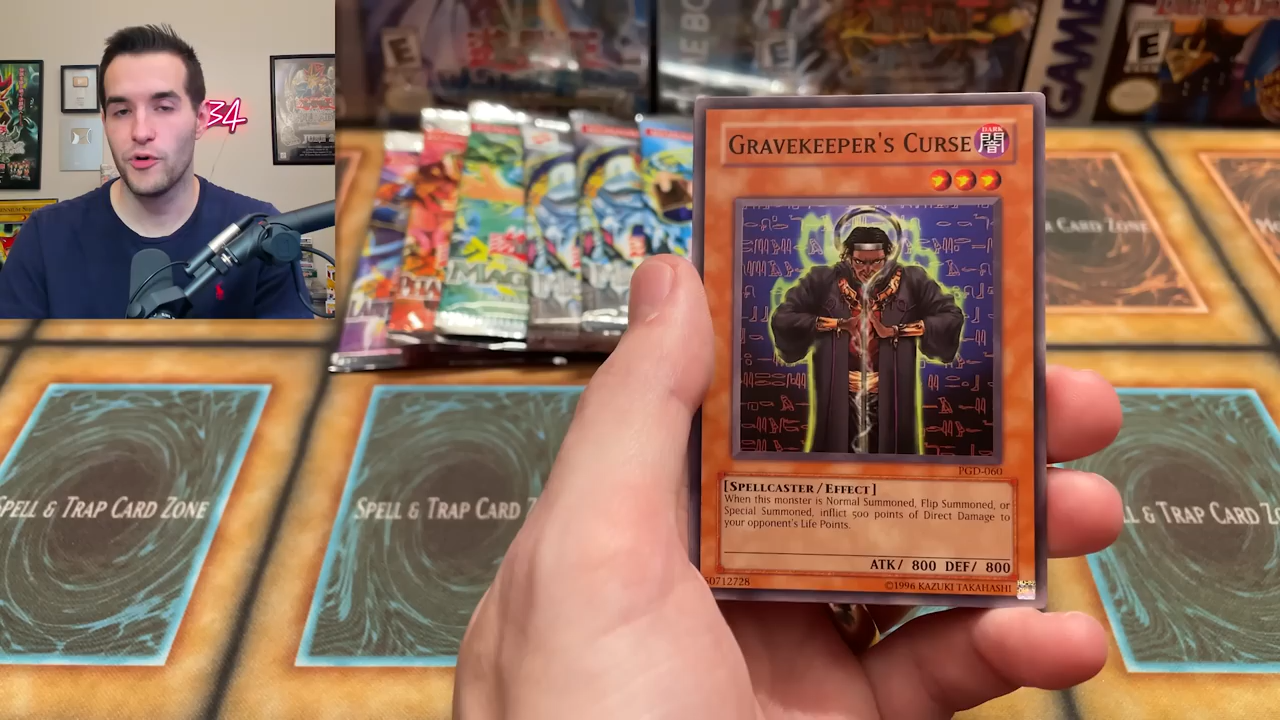 34
E
E
GAME
E
GRAVEKEEPER'S CURSE
DARK
闇
CARD ZONE
PGD-060
[SPELLCASTER/EFFECT]
When this monster is Normal Summoned, Flip Summoned, or
Special Summoned, inflict 500 points of Direct Damage to
your opponent's Life Points.
ATK/ 800 DEF/ 800
50712728
©1996 KAZUKI TAKAHASHI
SPELL & TRAP CARD ZONE
SPELL & TRAP CARD Z
& TRAP CARD